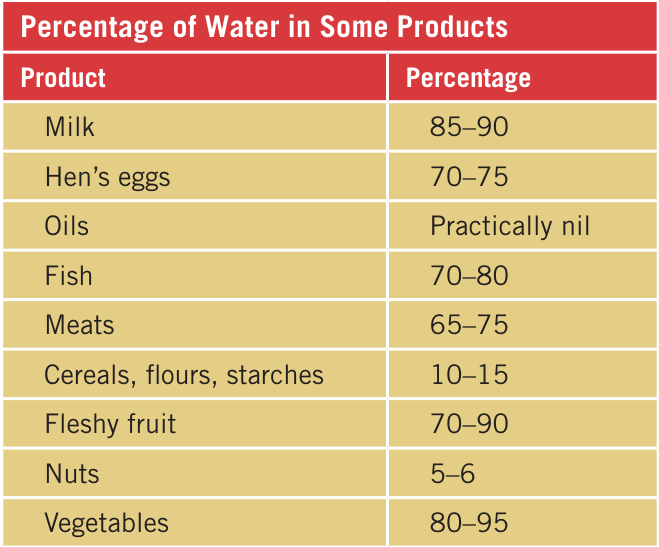 Percentage of Water in Some Products
Product Percentage
Milk 85–90
Hen’s eggs 70–75
Oils Practically nil
Fish 70–80
Meats 65–75
Cereals, flours, starches 10–15
Fleshy fruit 70–90
Nuts 5–6
Vegetables 80–95